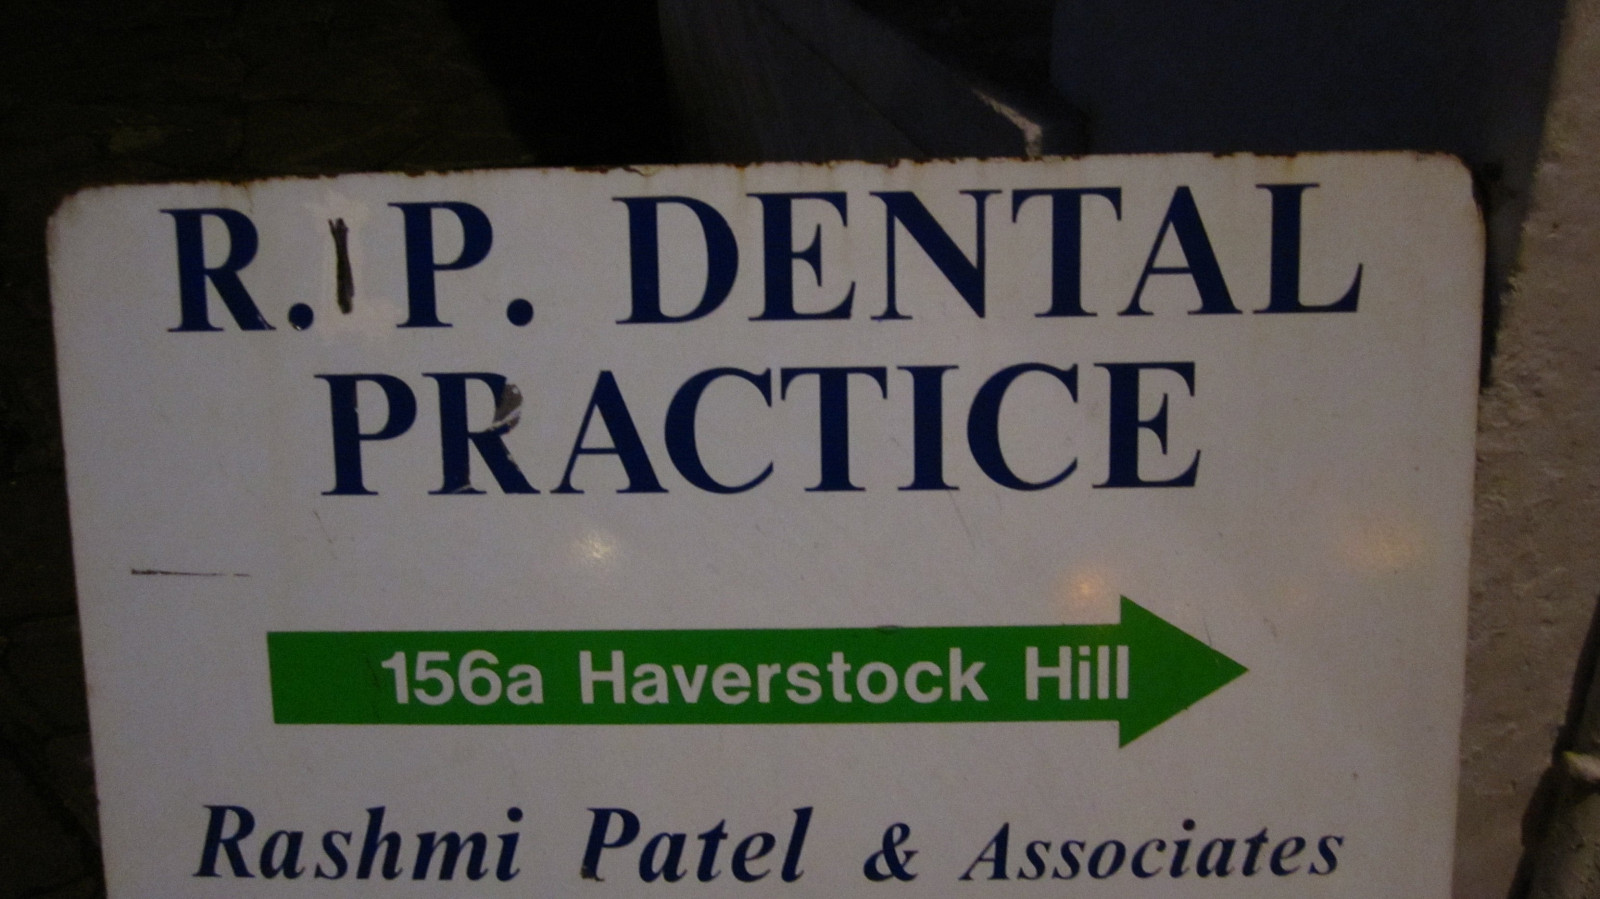 R.I P. DENTAL
PRACTICE
156a Haverstock Hill
Rashmi Patel & Associates